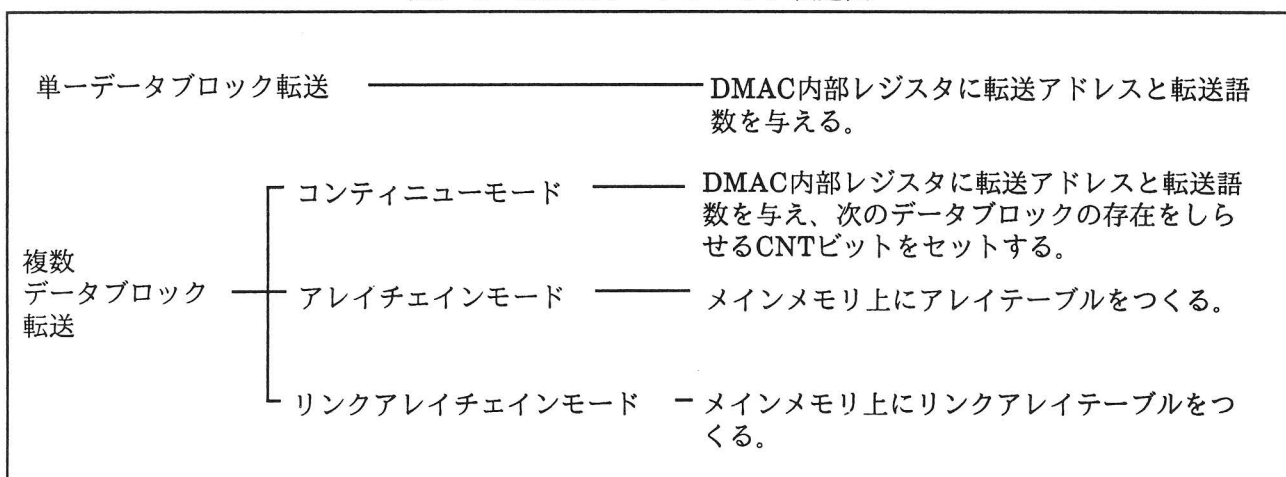 単一データブロック転送
DMAC内部レジスタに転送アドレスと転送語
数を与える。
複数
データブロック
転送
コンティニューモード
DMAC内部レジスタに転送アドレスと転送語
数を与え、次のデータブロックの存在をしら
せるCNTビットをセットする。
アレイチェインモード
メインメモリ上にアレイテーブルをつくる。
リンクアレイチェインモード
メインメモリ上にリンクアレイテーブルをつ
くる。